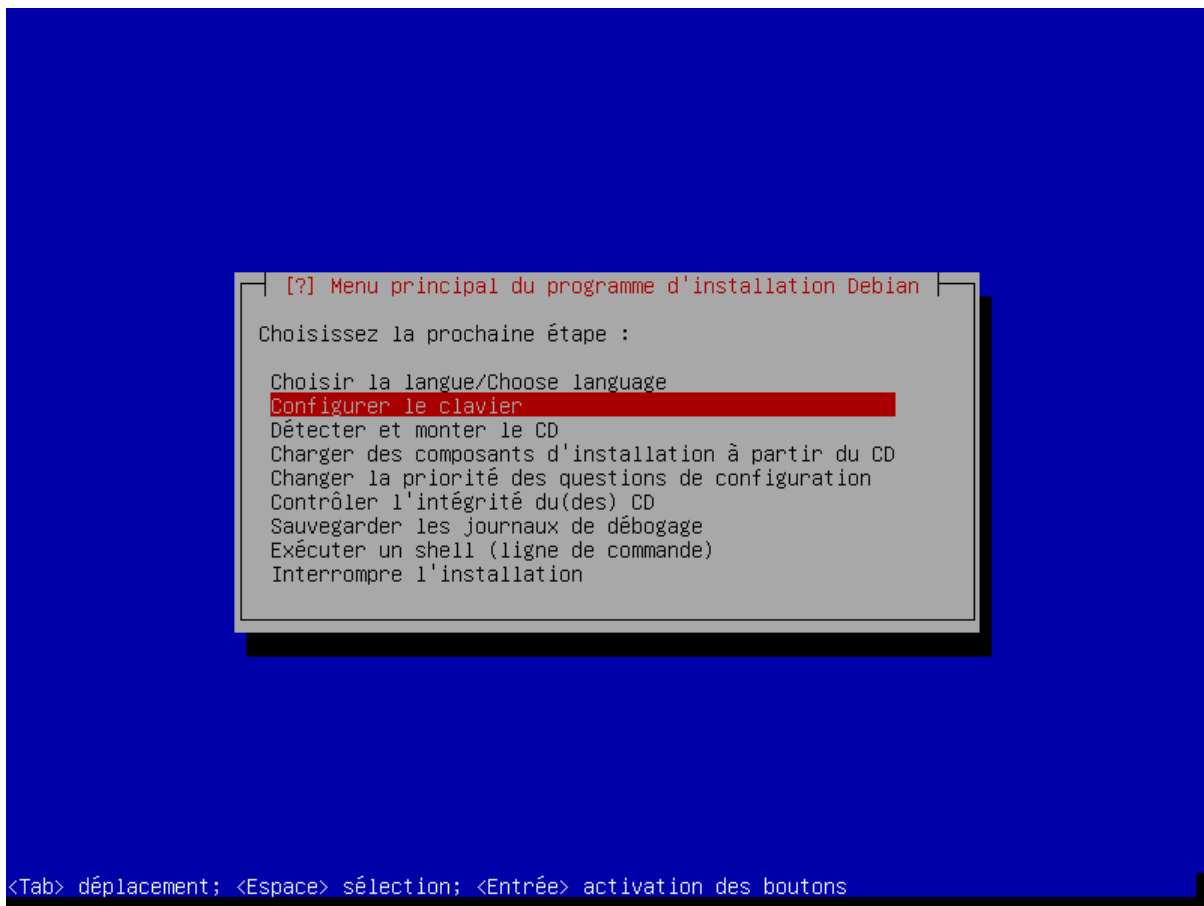 [?] Menu principal du programme d'installation Debian
Choisissez la prochaine étape :
Choisir la langue/Choose language
Configurer le clavier
Détecter et monter le CD
Charger des composants d'installation à partir du CD
Changer la priorité des questions de configuration
Contrôler l'intégrité du(des) CD
Sauvegarder les journaux de débogage
Exécuter un shell (ligne de commande)
Interrompre l'installation
<Tab> déplacement; <Espace> sélection; <Entrée> activation des boutons